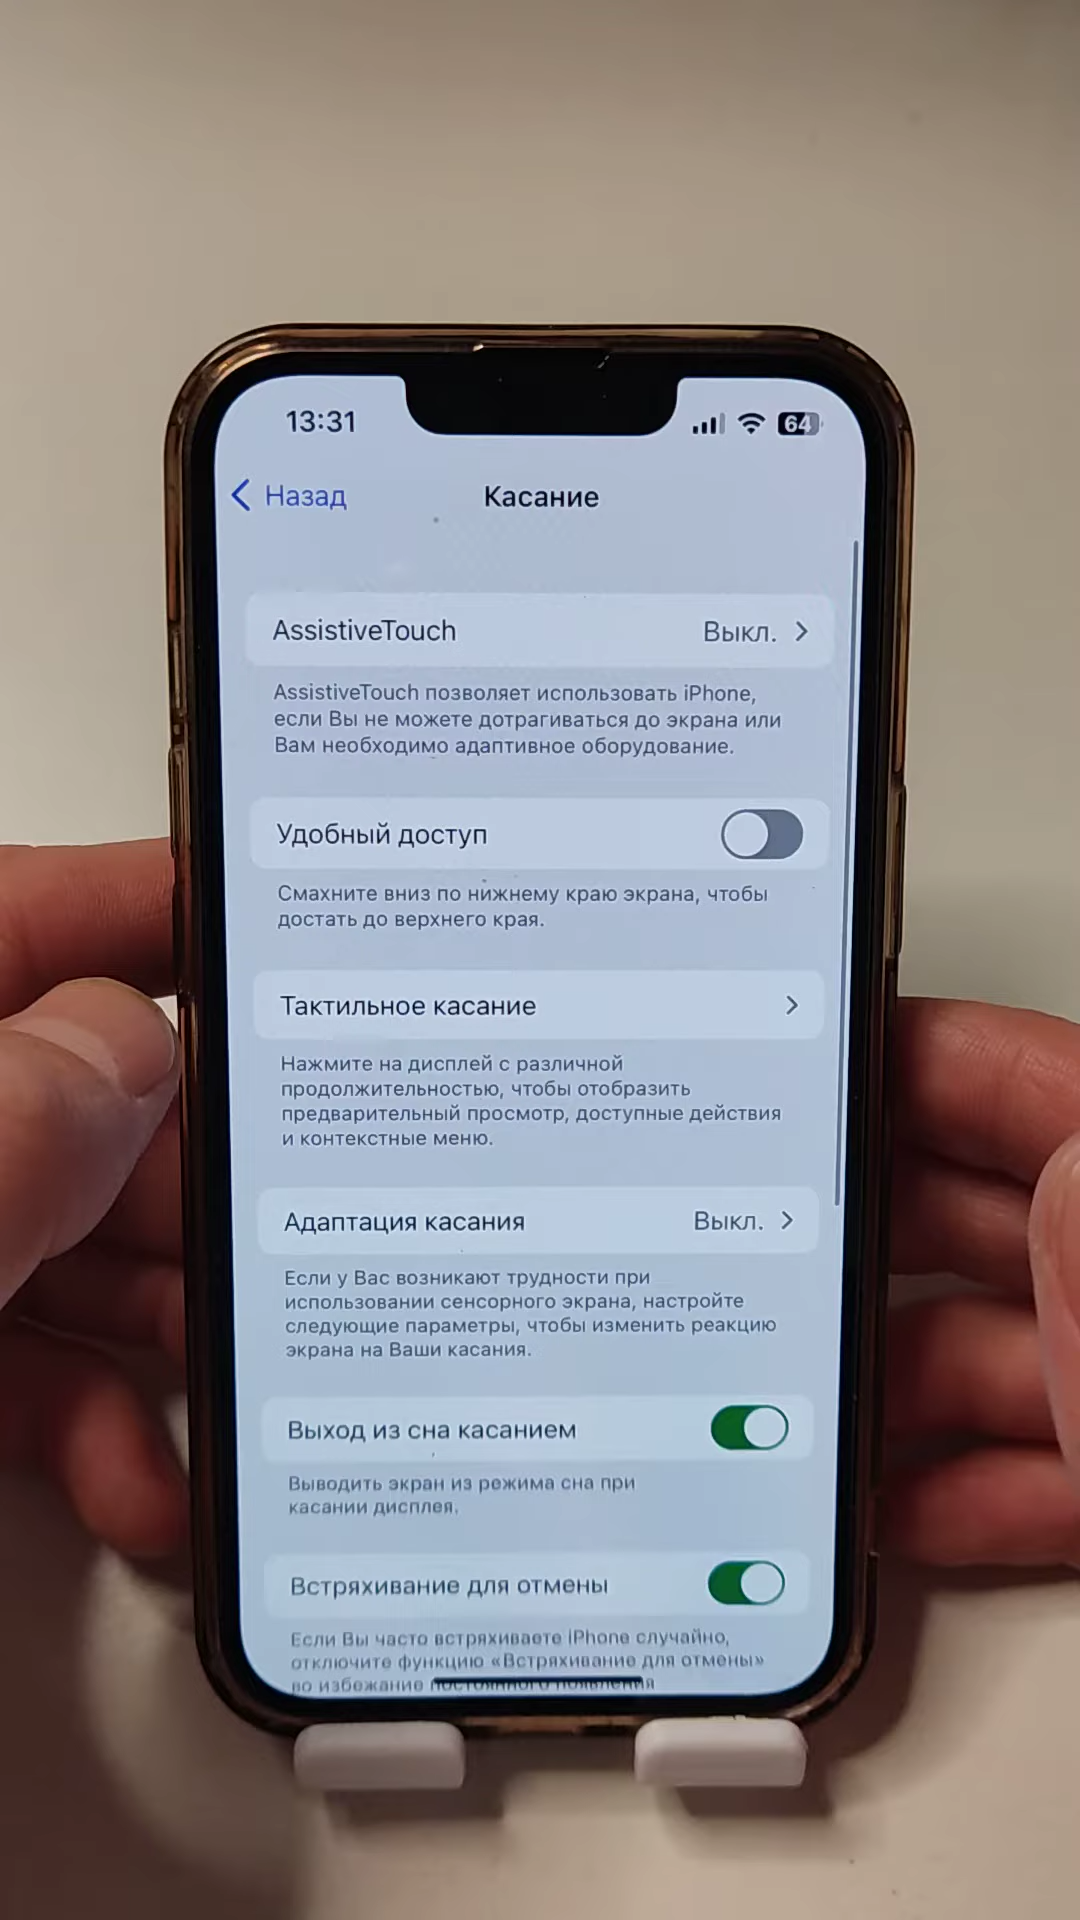 13:31
64
Назад
Касание
AssistiveTouch
Выкл.
AssistiveTouch позволяет использовать iPhone,
если Вы не можете дотрагиваться до экрана или
Вам необходимо адаптивное оборудование.
Удобный доступ
Смахните вниз по нижнему краю экрана, чтобы
достать до верхнего края.
Тактильное касание
Нажмите на дисплей с различной
продолжительностью, чтобы отобразить
предварительный просмотр, доступные действия
и контекстные меню.
Адаптация касания
Выкл.
Если у Вас возникают трудности при
использовании сенсорного экрана, настройте
следующие параметры, чтобы изменить реакцию
экрана на Ваши касания.
Выход из сна касанием
Выводить экран из режима сна при
касании дисплея.
Встряхивание для отмены
Если Вы часто встряхиваете iPhone случайно,
отключите функцию «Встряхивание для отмены»
во избежание постоянного появления